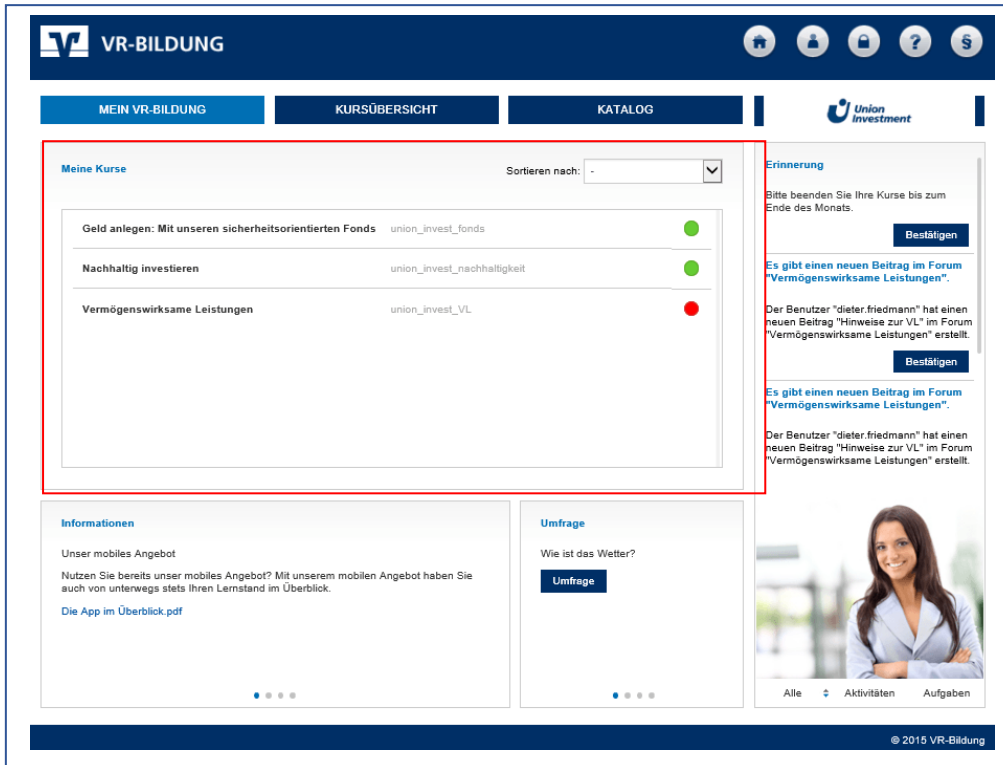 VR-BILDUNG
?
§
MEIN VR-BILDUNG
KURSÜBERSICHT
KATALOG
Union
Investment
Meine Kurse
Sortieren nach: -
Geld anlegen: Mit unseren sicherheitsorientierten Fonds union_invest_fonds
Nachhaltig investieren union_invest_nachhaltigkeit
Vermögenswirksame Leistungen union_invest_VL
Erinnerung
Bitte beenden Sie Ihre Kurse bis zum
Ende des Monats.
Bestätigen
Es gibt einen neuen Beitrag im Forum
"Vermögenswirksame Leistungen".
Der Benutzer "dieter.friedmann" hat einen
neuen Beitrag "Hinweise zur VL" im Forum
"Vermögenswirksame Leistungen" erstellt.
Bestätigen
Es gibt einen neuen Beitrag im Forum
"Vermögenswirksame Leistungen".
Der Benutzer "dieter.friedmann" hat einen
neuen Beitrag "Hinweise zur VL" im Forum
"Vermögenswirksame Leistungen" erstellt.
Informationen
Unser mobiles Angebot
Nutzen Sie bereits unser mobiles Angebot? Mit unserem mobilen Angebot haben Sie
auch von unterwegs stets Ihren Lernstand im Überblick.
Die App im Überblick.pdf
Umfrage
Wie ist das Wetter?
Umfrage
Alle Aktivitäten Aufgaben
© 2015 VR-Bildung